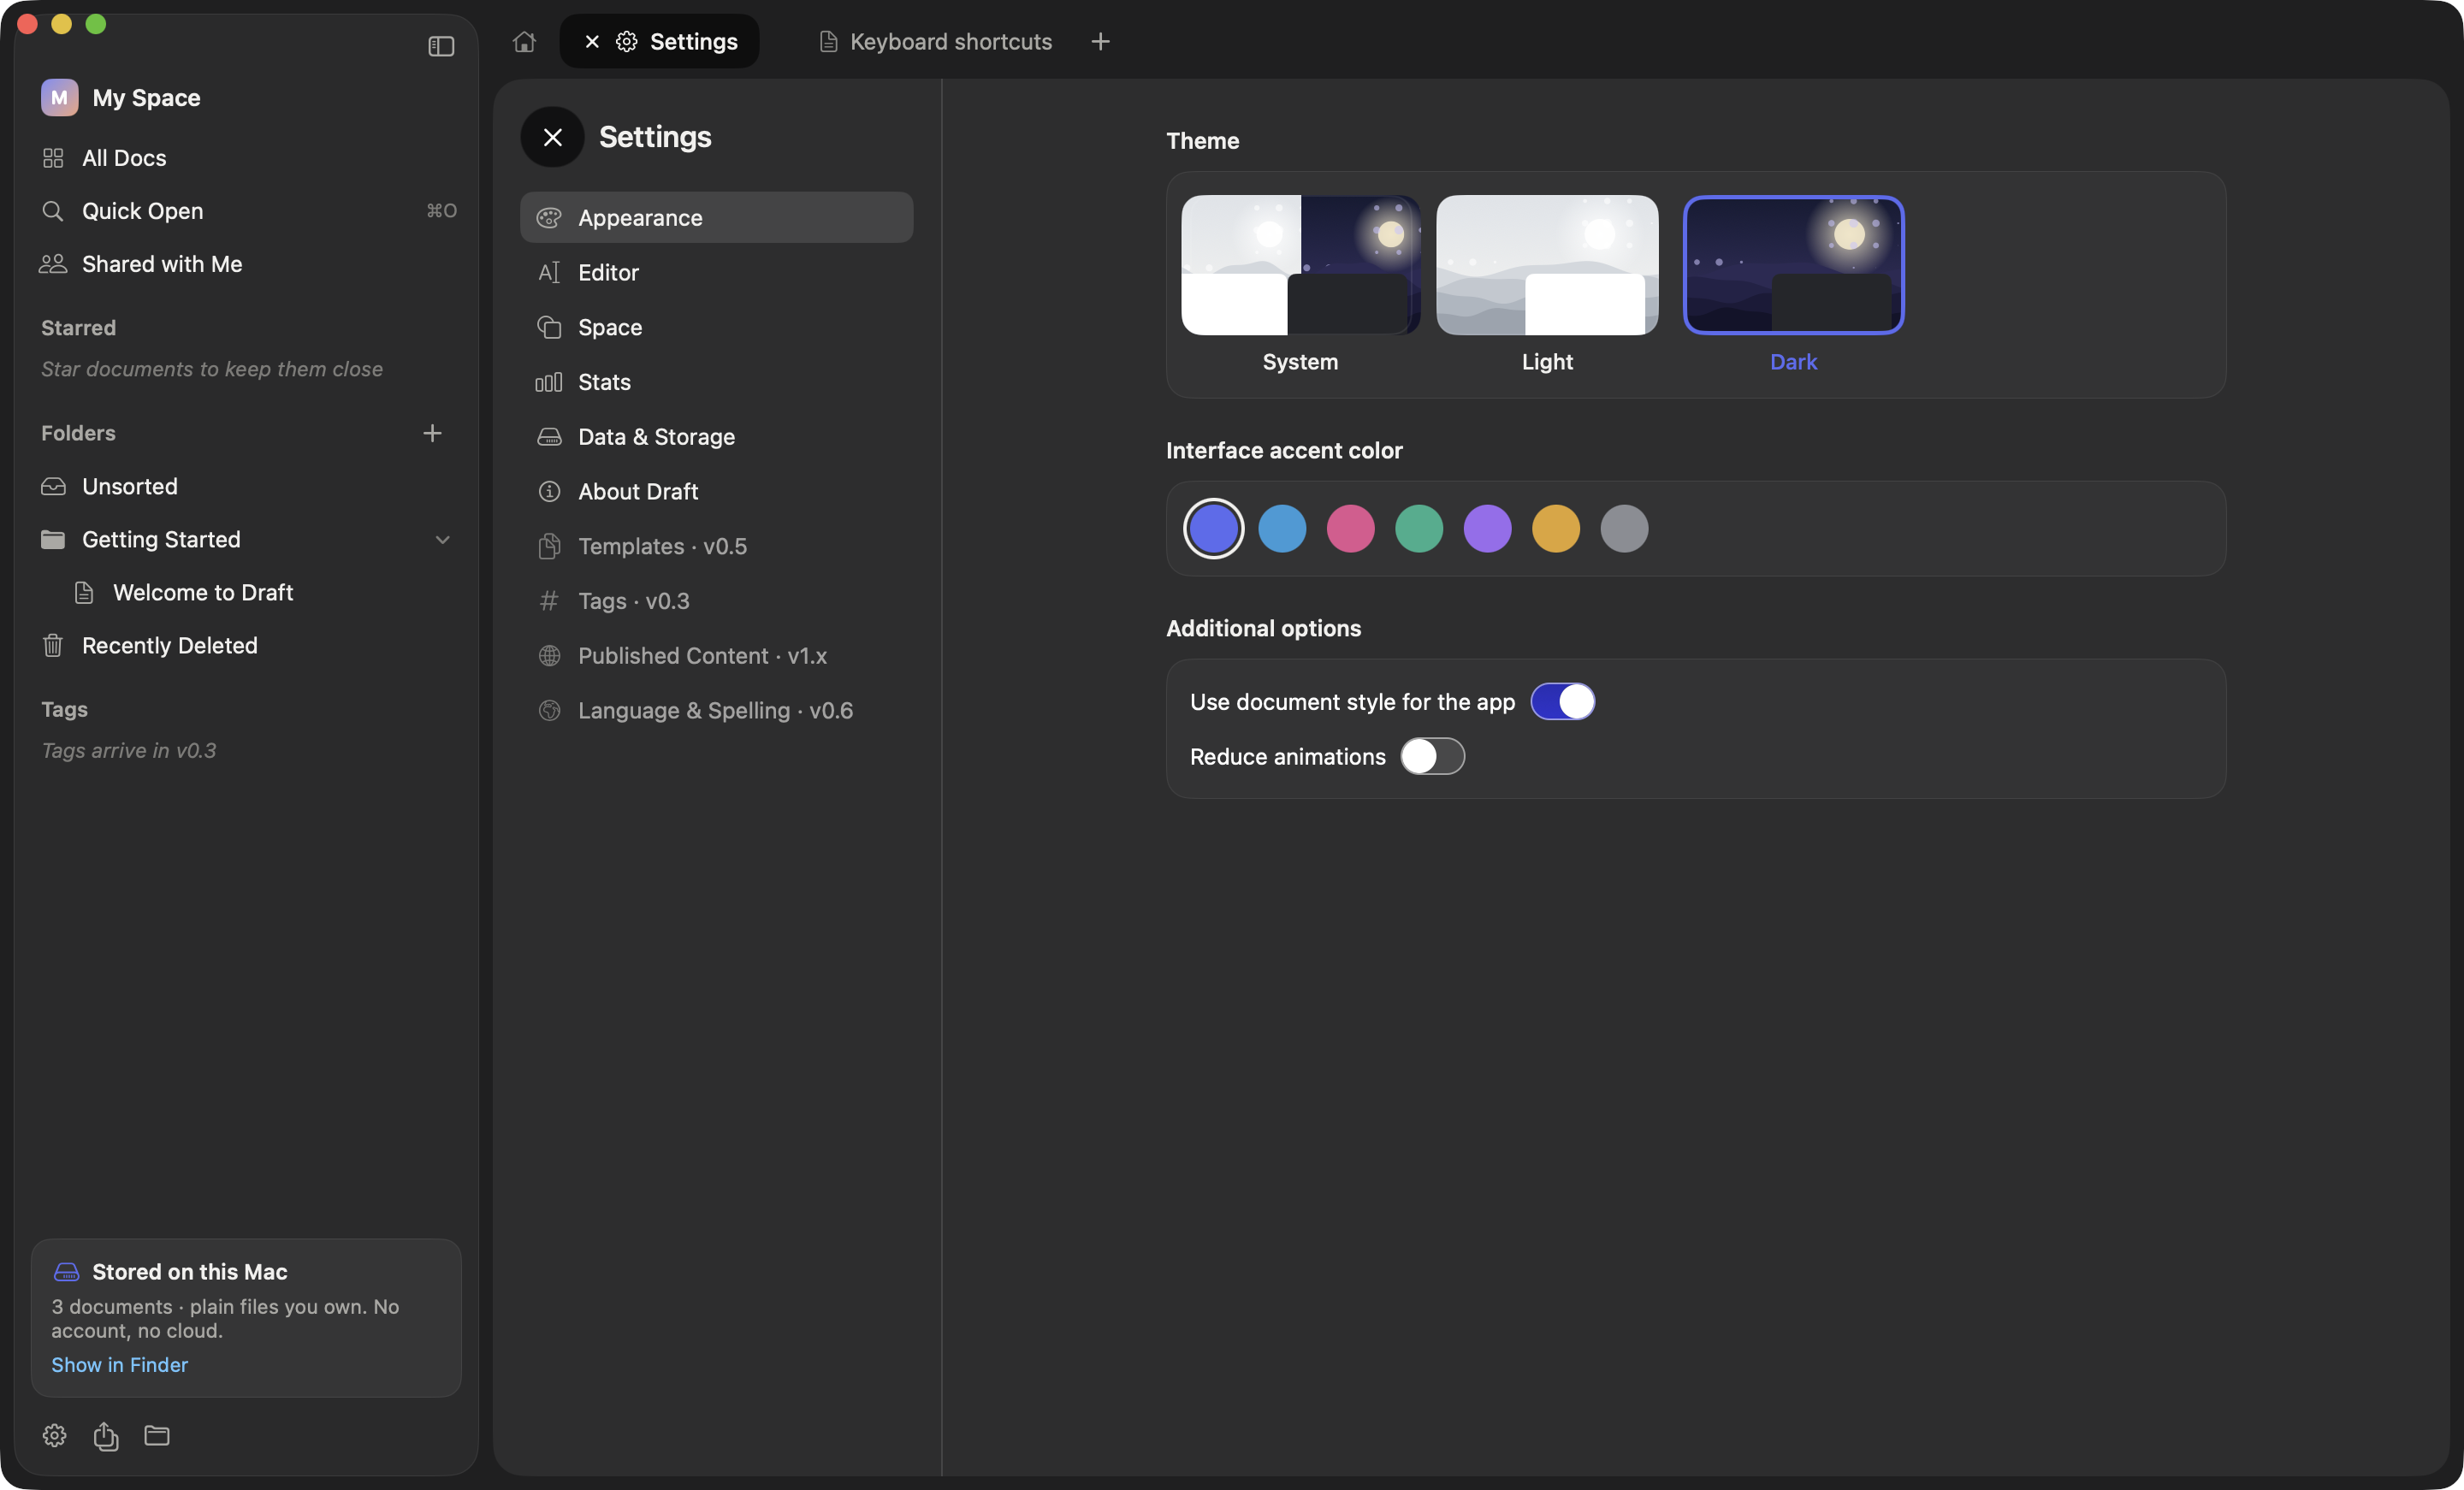 Settings
Keyboard shortcuts
M
My Space
All Docs
Quick Open ⌘O
Shared with Me
Starred
Star documents to keep them close
Folders
Unsorted
Getting Started
Welcome to Draft
Recently Deleted
Tags
Tags arrive in v0.3
Stored on this Mac
3 documents · plain files you own. No
account, no cloud.
Show in Finder
Settings
Appearance
Editor
Space
Stats
Data & Storage
About Draft
Templates · v0.5
Tags · v0.3
Published Content · v1.x
Language & Spelling · v0.6
Theme
System
Light
Dark
Interface accent color
Additional options
Use document style for the app
Reduce animations